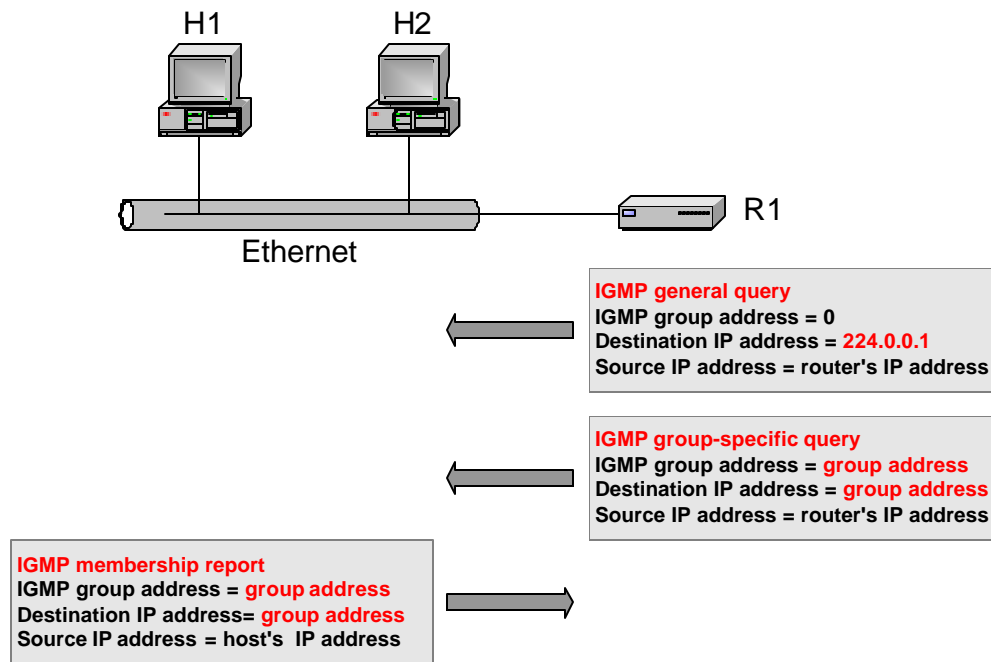 H1
H2
R1
Ethernet
IGMP general query
IGMP group address = 0
Destination IP address = 224.0.0.1
Source IP address = router's IP address
IGMP group-specific query
IGMP group address = group address
Destination IP address = group address
Source IP address = router's IP address
IGMP membership report
IGMP group address = group address
Destination IP address= group address
Source IP address = host's IP address